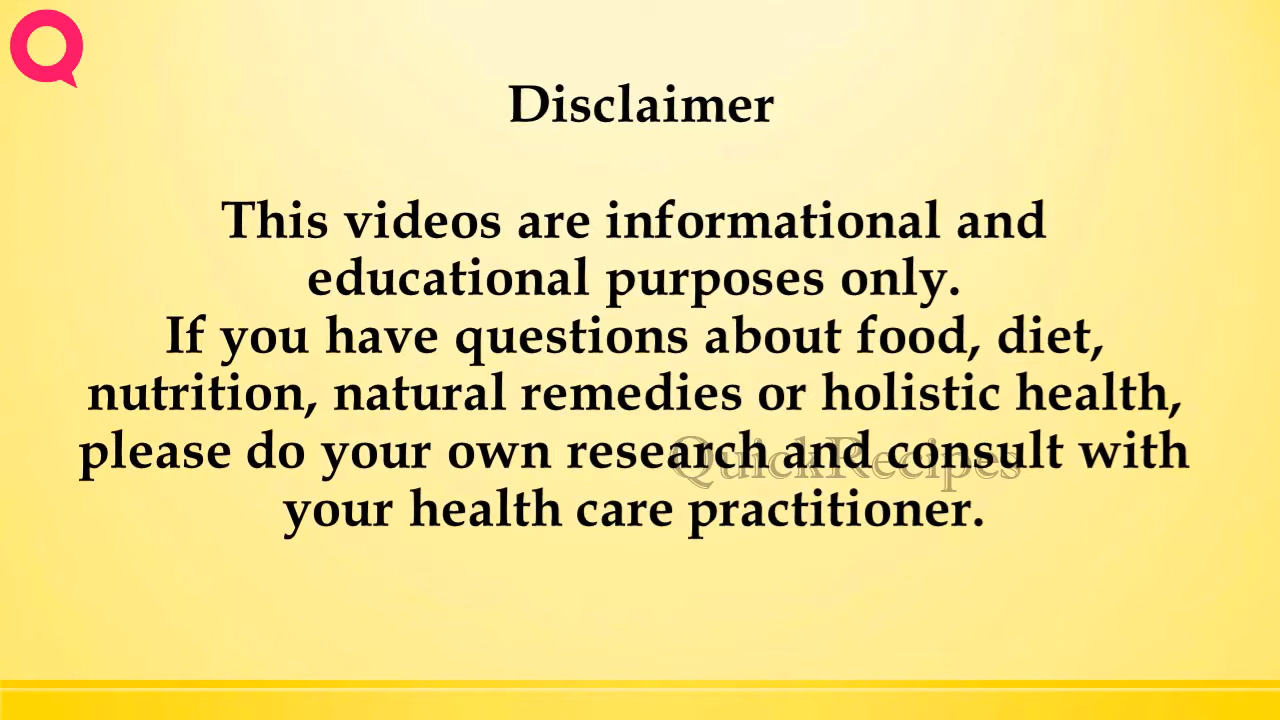 Disclaimer
This videos are informational and
educational purposes only.
If you have questions about food, diet,
nutrition, natural remedies or holistic health,
please do your own research and consult with
QuickRecipes
your health care practitioner.